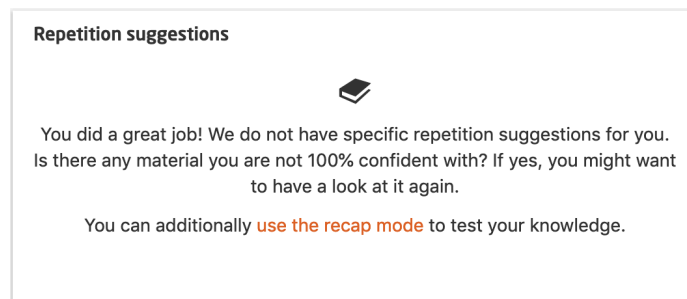 Repetition suggestions
You did a great job! We do not have specific repetition suggestions for you.
Is there any material you are not 100% confident with? If yes, you might want
to have a look at it again.
You can additionally use the recap mode to test your knowledge.